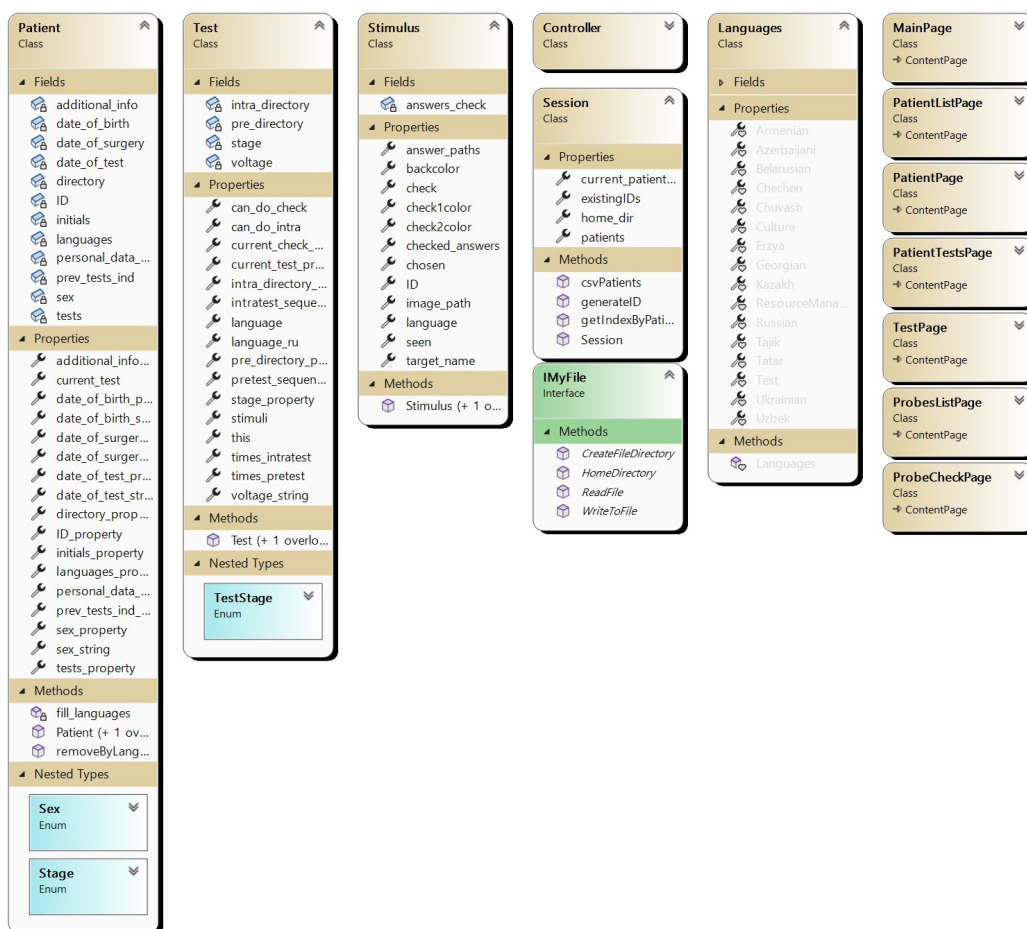 Patient
Class
Fields
additional_info
date_of_birth
date_of_surgery
date_of_test
directory
ID
initials
languages
personal_data_...
prev_tests_ind
sex
tests
Properties
additional_info...
current_test
date_of_birth_p...
date_of_birth_s...
date_of_surger...
date_of_surger...
date_of_test_pr...
date_of_test_str...
directory_prop...
ID_property
initials_property
languages_pro...
personal_data_...
prev_tests_ind_...
sex_property
sex_string
tests_property
Methods
fill_languages
Patient (+ 1 ov...
removeByLang...
Nested Types
Sex
Enum
Stage
Enum
Test
Class
Fields
intra_directory
pre_directory
stage
voltage
Properties
can_do_check
can_do_intra
current_check_...
current_test_pr...
intra_directory_...
intratest_seque...
language
language_ru
pre_directory_p...
pretest_sequen...
stage_property
stimuli
this
times_intratest
times_pretest
voltage_string
Methods
Test (+ 1 overlo...
Nested Types
TestStage
Enum
Stimulus
Class
Fields
answers_check
Properties
answer_paths
backcolor
check
check1color
check2color
checked_answers
chosen
ID
image_path
language
seen
target_name
Methods
Stimulus (+ 1 o...
Controller
Class
Session
Class
Properties
current_patient...
existingIDs
home_dir
patients
Methods
csvPatients
generateID
getIndexByPati...
Session
IMyFile
Interface
Methods
CreateFileDirectory
HomeDirectory
ReadFile
WriteToFile
Languages
Class
Fields
Properties
Armenian
Azerbaijani
Belarusian
Chechen
Chuvash
Culture
Erzya
Georgian
Kazakh
ResourceMana...
Russian
Tajik
Tatar
Test
Ukrainian
Uzbek
Methods
Languages
MainPage
Class
ContentPage
PatientListPage
Class
ContentPage
PatientPage
Class
ContentPage
PatientTestsPage
Class
ContentPage
TestPage
Class
ContentPage
ProbesListPage
Class
ContentPage
ProbeCheckPage
Class
ContentPage